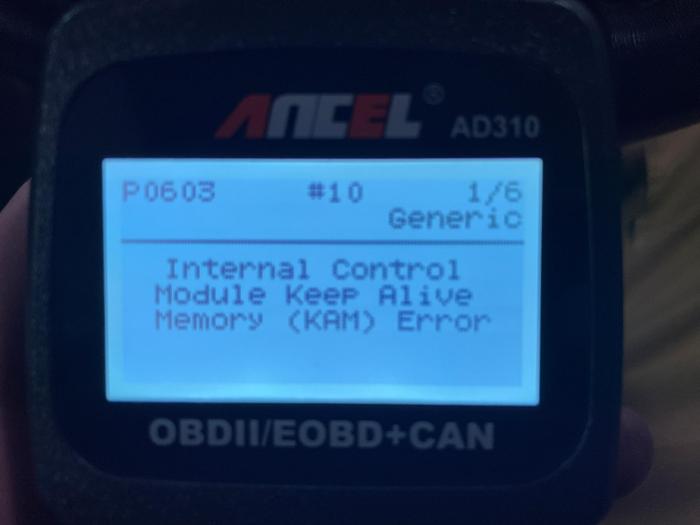 ANCEL®
AD310
P0603 #10 1/6
Generic
Internal Control
Module Keep Alive
Memory (KAM) Error
OBDII/EOBD+CAN